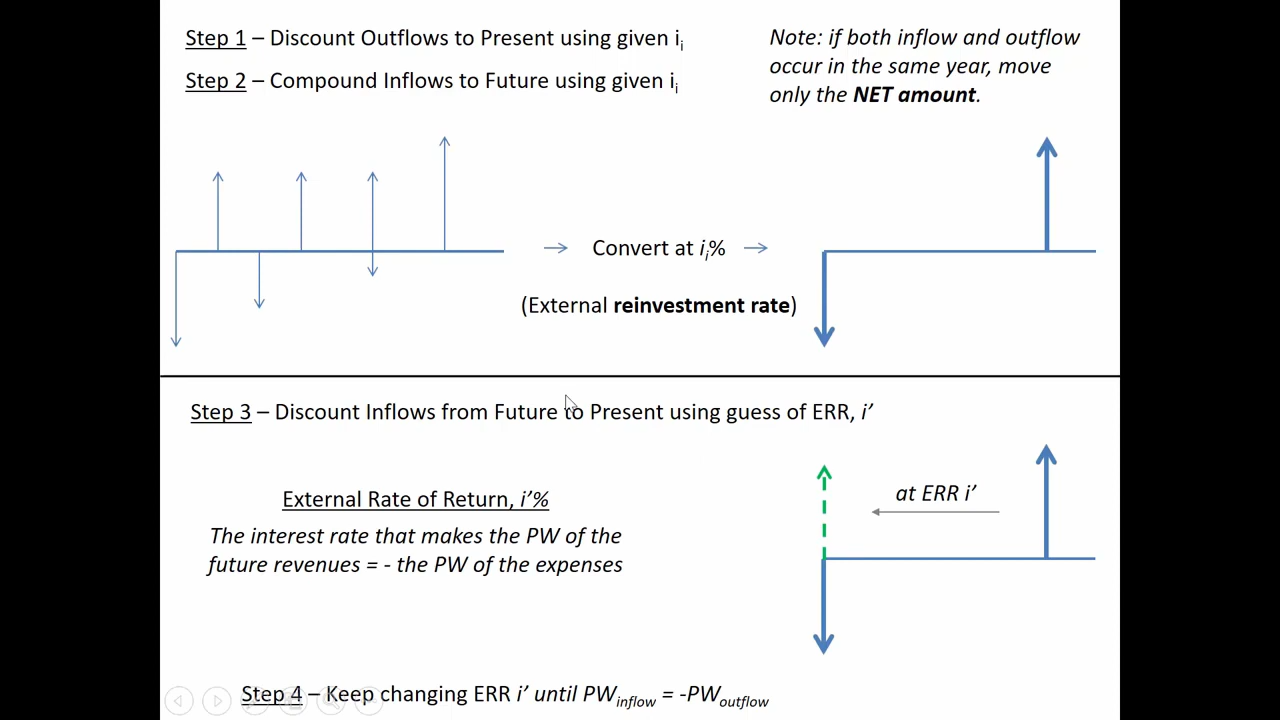 Step 1 – Discount Outflows to Present using given iᵢ
Step 2 – Compound Inflows to Future using given iᵢ
Note: if both inflow and outflow
occur in the same year, move
only the NET amount.
Convert at iᵢ%
(External reinvestment rate)
Step 3 – Discount Inflows from Future to Present using guess of ERR, i’
External Rate of Return, i’%
The interest rate that makes the PW of the
future revenues = - the PW of the expenses
at ERR i’
Step 4 – Keep changing ERR i’ until PWinflow = -PWoutflow